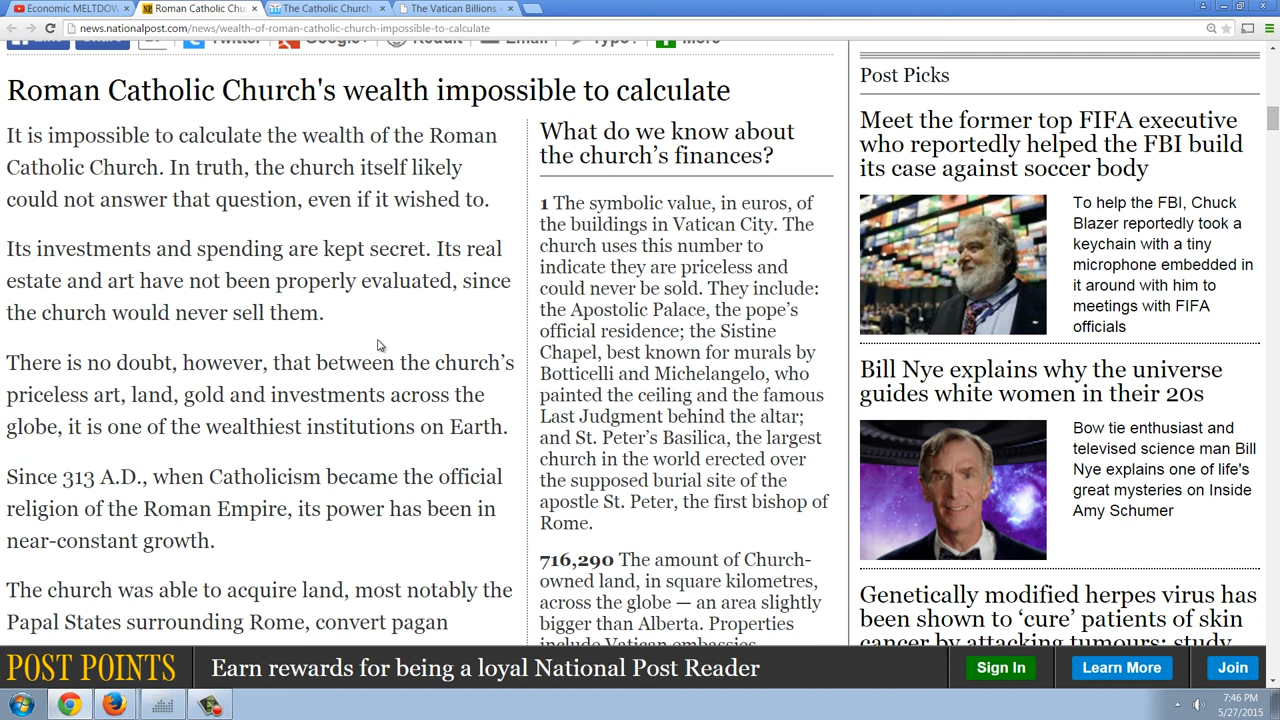 Economic MELTDOW
Roman Catholic Chu
The Catholic Church
The Vatican Billions -
news.nationalpost.com/news/wealth-of-roman-catholic-church-impossible-to-calculate
Roman Catholic Church's wealth impossible to calculate
It is impossible to calculate the wealth of the Roman
Catholic Church. In truth, the church itself likely
could not answer that question, even if it wished to.
Its investments and spending are kept secret. Its real
estate and art have not been properly evaluated, since
the church would never sell them.
There is no doubt, however, that between the church's
priceless art, land, gold and investments across the
globe, it is one of the wealthiest institutions on Earth.
Since 313 A.D., when Catholicism became the official
religion of the Roman Empire, its power has been in
near-constant growth.
The church was able to acquire land, most notably the
Papal States surrounding Rome, convert pagan
What do we know about
the church's finances?
1 The symbolic value, in euros, of
the buildings in Vatican City. The
church uses this number to
indicate they are priceless and
could never be sold. They include:
the Apostolic Palace, the pope's
official residence; the Sistine
Chapel, best known for murals by
Botticelli and Michelangelo, who
painted the ceiling and the famous
Last Judgment behind the altar;
and St. Peter's Basilica, the largest
church in the world erected over
the supposed burial site of the
apostle St. Peter, the first bishop of
Rome.
716,290 The amount of Church-
owned land, in square kilometres,
across the globe — an area slightly
bigger than Alberta. Properties
include Vatican embassies
Post Picks
Meet the former top FIFA executive
who reportedly helped the FBI build
its case against soccer body
To help the FBI, Chuck
Blazer reportedly took a
keychain with a tiny
microphone embedded in
it around with him to
meetings with FIFA
officials
Bill Nye explains why the universe
guides white women in their 20s
Bow tie enthusiast and
televised science man Bill
Nye explains one of life's
great mysteries on Inside
Amy Schumer
Genetically modified herpes virus has
been shown to 'cure' patients of skin
cancer by attacking tumours: study
POST POINTS
Earn rewards for being a loyal National Post Reader
Sign In
Learn More
Join
7:46 PM
5/27/2015